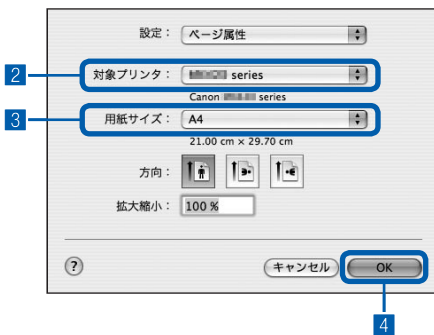 設定： ページ属性
2 対象プリンタ： series
Canon series
3 用紙サイズ： A4
21.00 cm × 29.70 cm
方向：
拡大縮小： 100 %
? キャンセル OK
4